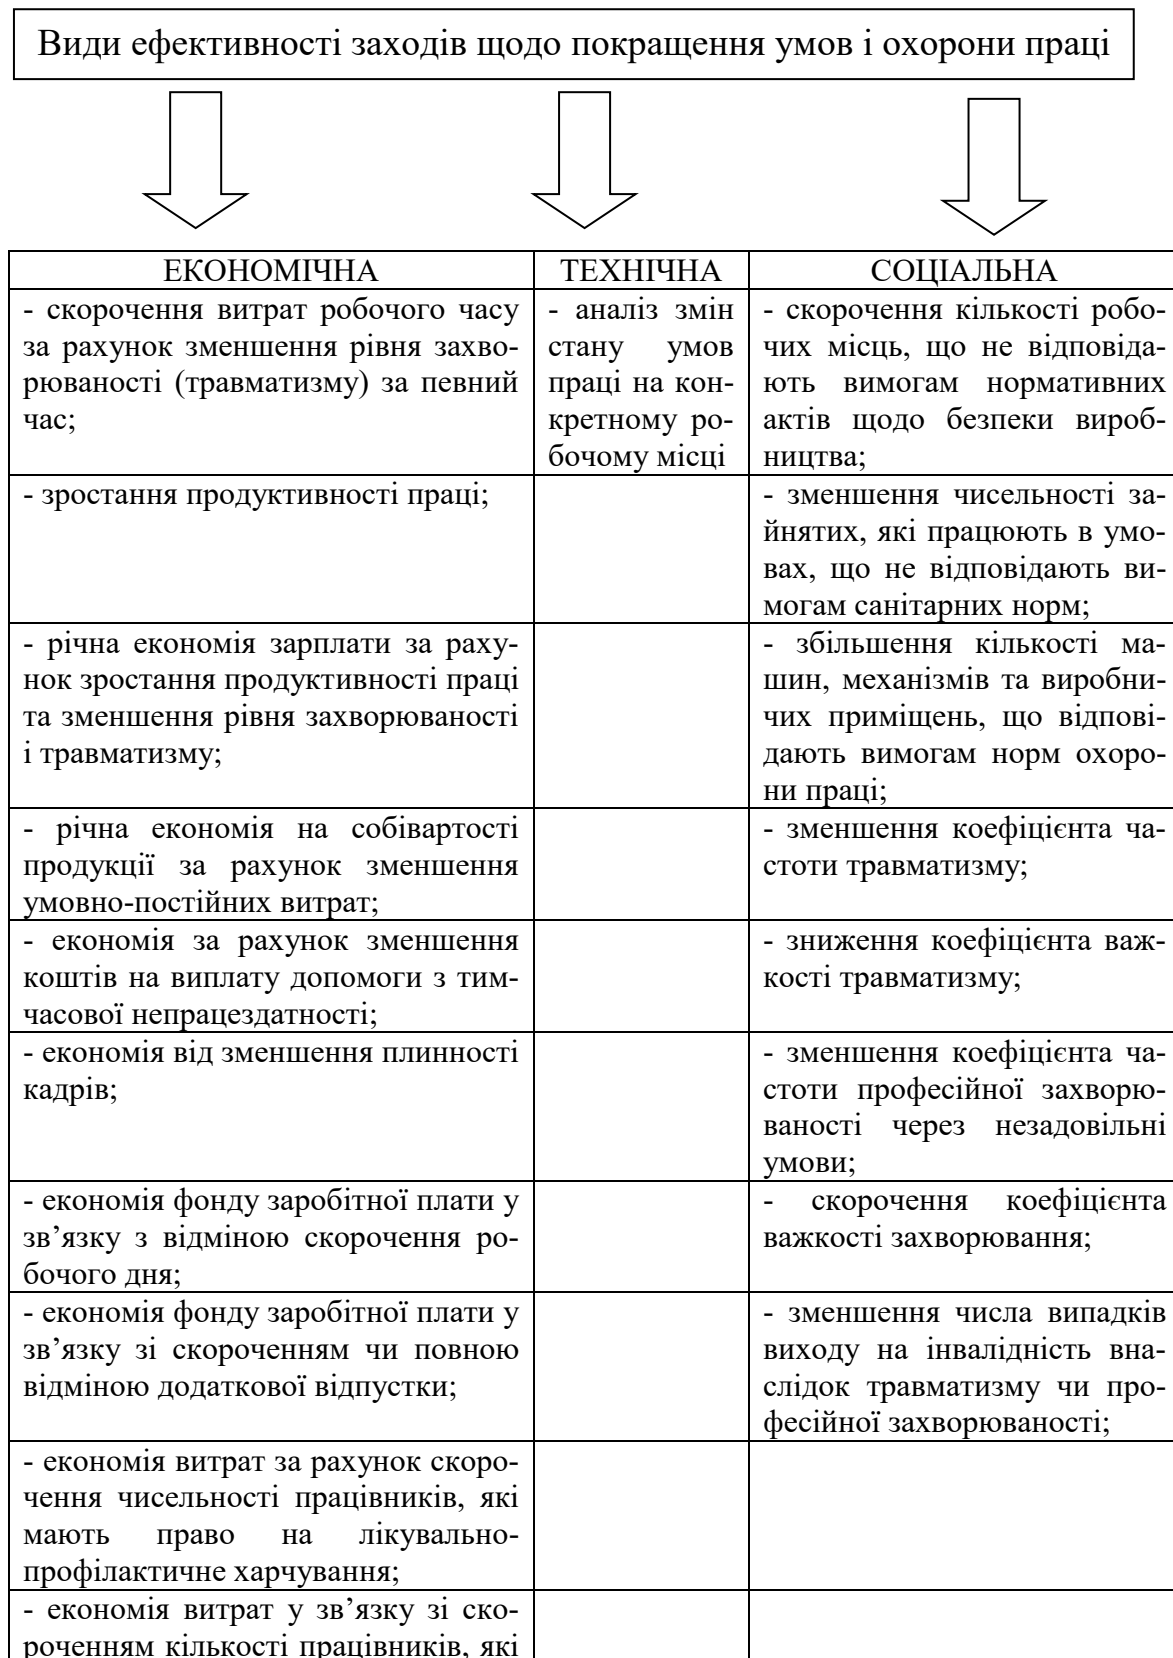 Види ефективності заходів щодо покращення умов і охорони праці
ЕКОНОМІЧНА
ТЕХНІЧНА
СОЦІАЛЬНА
- скорочення витрат робочого часу
за рахунок зменшення рівня захво-
рюваності (травматизму) за певний
час;
- аналіз змін
стану умов
праці на кон-
кретному ро-
бочому місці
- скорочення кількості робо-
чих місць, що не відповіда-
ють вимогам нормативних
актів щодо безпеки вироб-
ництва;
- зростання продуктивності праці;
- зменшення чисельності за-
йнятих, які працюють в умо-
вах, що не відповідають ви-
могам санітарних норм;
- річна економія зарплати за раху-
нок зростання продуктивності праці
та зменшення рівня захворюваності
і травматизму;
- збільшення кількості ма-
шин, механізмів та виробни-
чих приміщень, що відпові-
дають вимогам норм охоро-
ни праці;
- річна економія на собівартості
продукції за рахунок зменшення
умовно-постійних витрат;
- зменшення коефіцієнта ча-
стоти травматизму;
- економія за рахунок зменшення
коштів на виплату допомоги з тим-
часової непрацездатності;
- зниження коефіцієнта важ-
кості травматизму;
- економія від зменшення плинності
кадрів;
- зменшення коефіцієнта ча-
стоти професійної захворю-
ваності через незадовільні
умови;
- економія фонду заробітної плати у
зв’язку з відміною скорочення ро-
бочого дня;
- скорочення коефіцієнта
важкості захворювання;
- економія фонду заробітної плати у
зв’язку зі скороченням чи повною
відміною додаткової відпустки;
- зменшення числа випадків
виходу на інвалідність вна-
слідок травматизму чи про-
фесійної захворюваності;
- економія витрат за рахунок скоро-
чення чисельності працівників, які
мають право на лікувально-
профілактичне харчування;
- економія витрат у зв’язку зі ско-
роченням кількості працівників, які